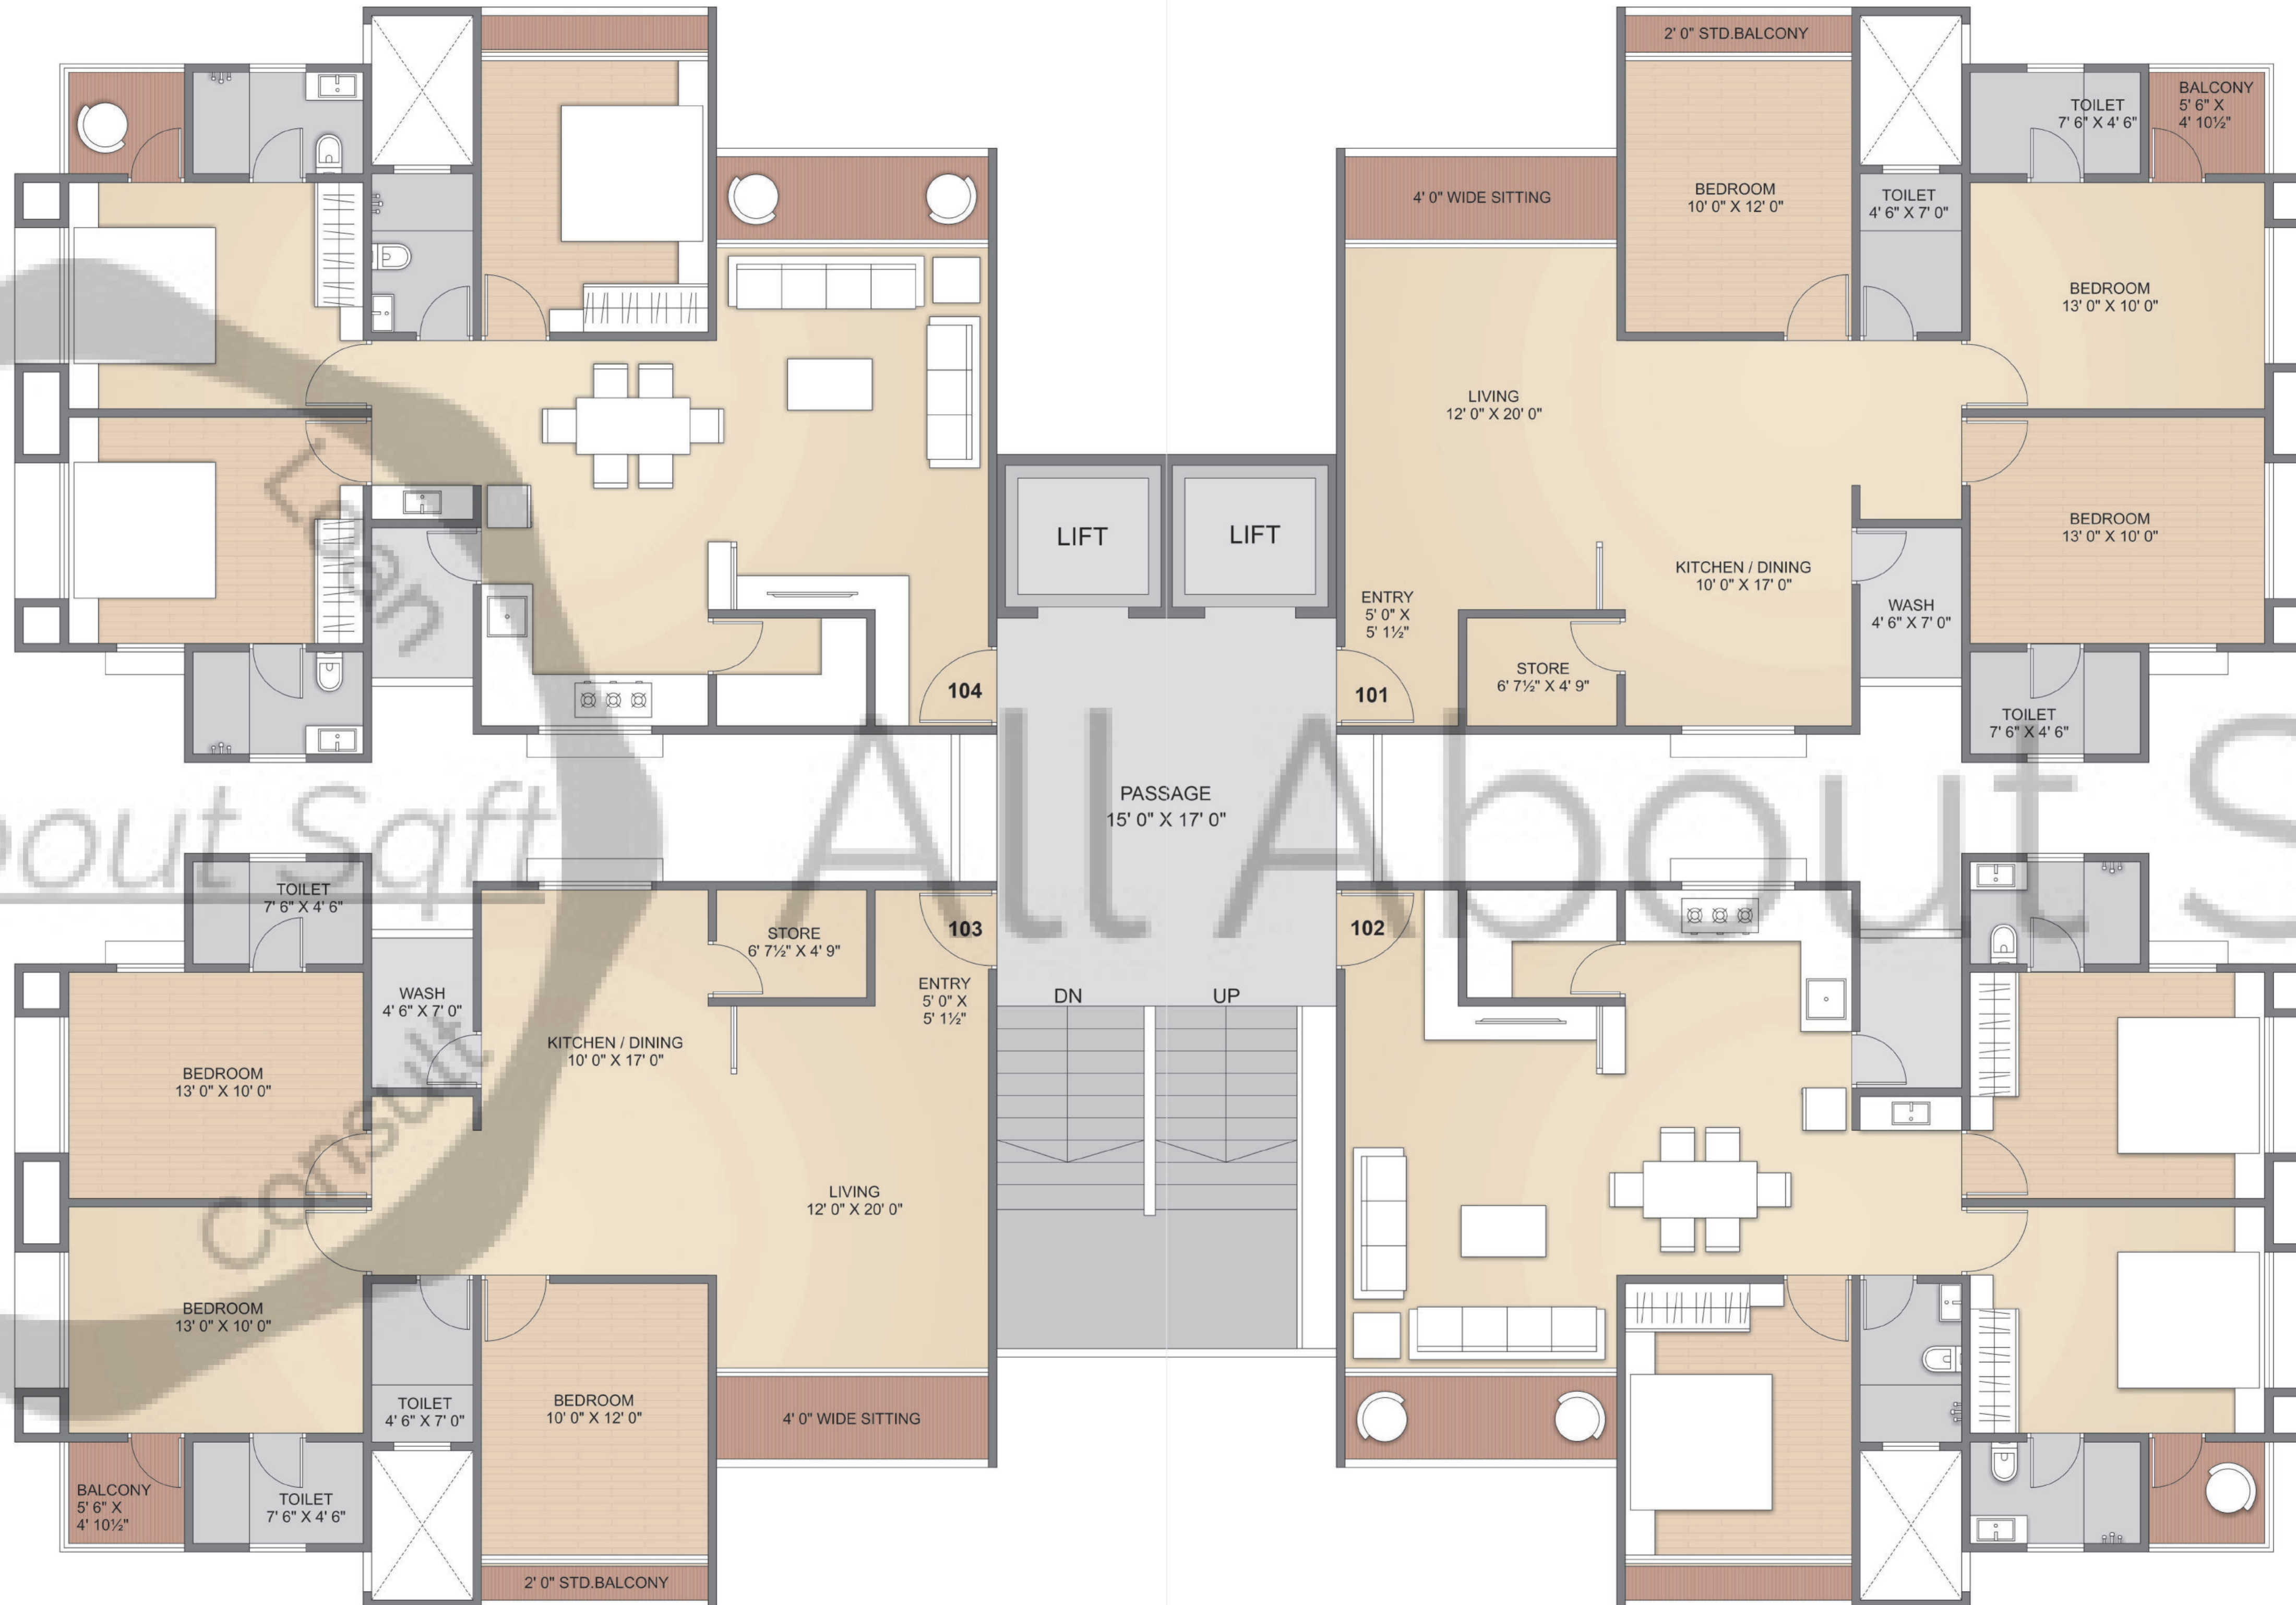 2' 0" STD.BALCONY
TOILET
7' 6" X 4' 6"
BALCONY
5' 6" X
4' 10½"
4' 0" WIDE SITTING
BEDROOM
10' 0" X 12' 0"
TOILET
4' 6" X 7' 0"
BEDROOM
13' 0" X 10' 0"
LIVING
12' 0" X 20' 0"
LIFT
LIFT
BEDROOM
13' 0" X 10' 0"
KITCHEN / DINING
10' 0" X 17' 0"
ENTRY
5' 0" X
5' 1½"
WASH
4' 6" X 7' 0"
STORE
6' 7½" X 4' 9"
104
101
TOILET
7' 6" X 4' 6"
Loan
PASSAGE
15' 0" X 17' 0"
bout Sqft
All About S
TOILET
7' 6" X 4' 6"
STORE
6' 7½" X 4' 9"
103
102
ENTRY
5' 0" X
5' 1½"
WASH
4' 6" X 7' 0"
DN
UP
KITCHEN / DINING
10' 0" X 17' 0"
BEDROOM
13' 0" X 10' 0"
Consult
LIVING
12' 0" X 20' 0"
BEDROOM
13' 0" X 10' 0"
TOILET
4' 6" X 7' 0"
BEDROOM
10' 0" X 12' 0"
4' 0" WIDE SITTING
BALCONY
5' 6" X
4' 10½"
TOILET
7' 6" X 4' 6"
2' 0" STD.BALCONY